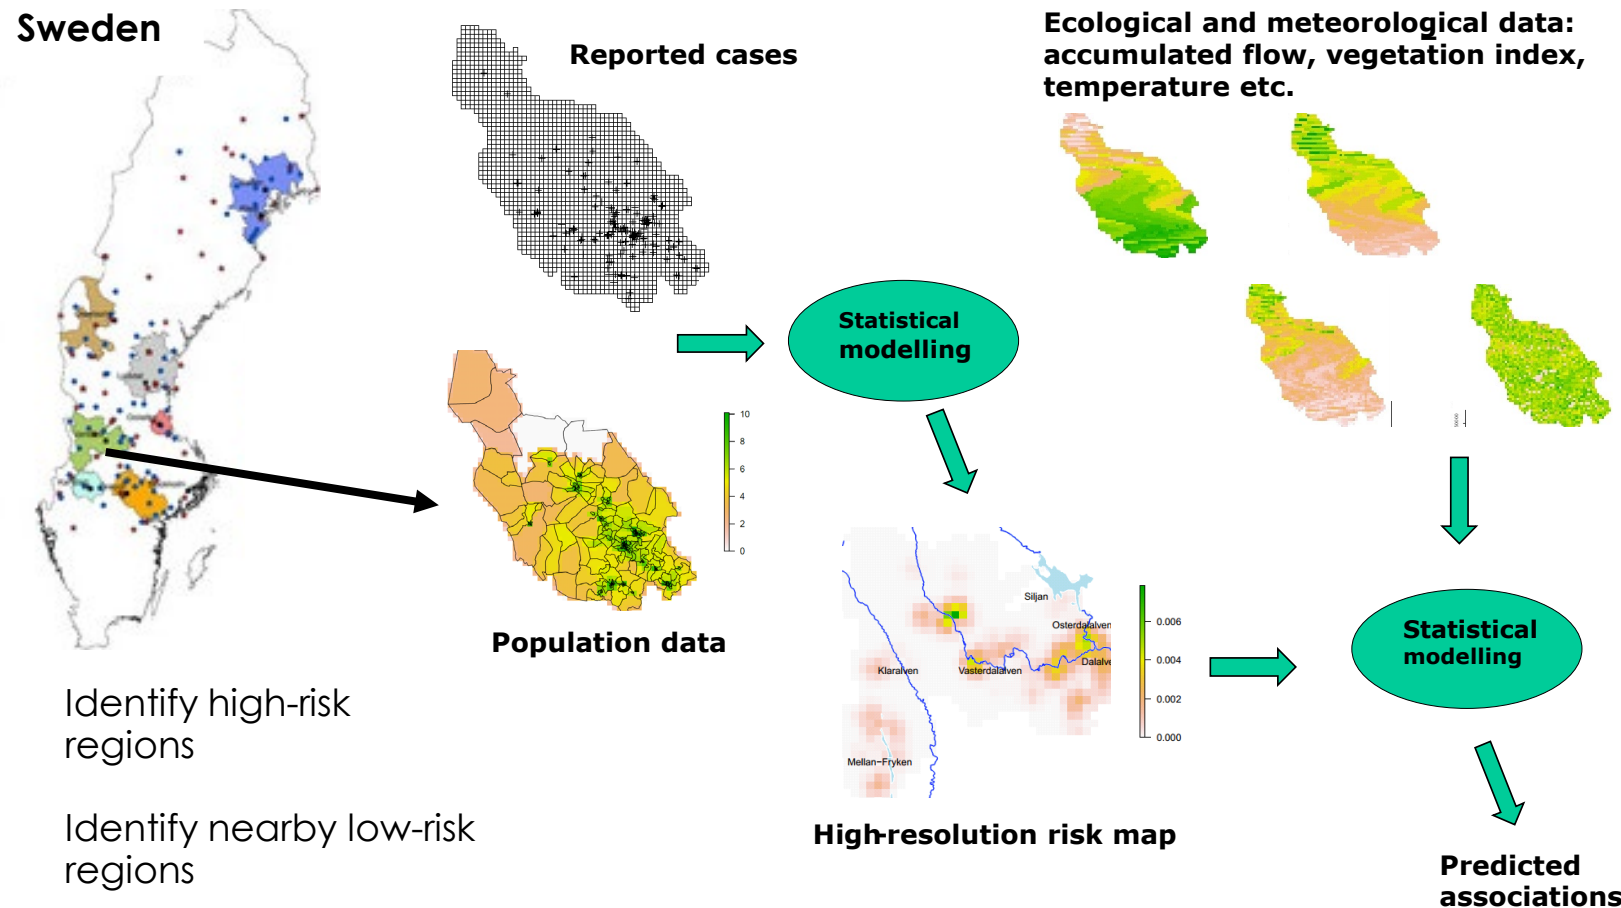 Sweden
Reported cases
Ecological and meteorological data:
accumulated flow, vegetation index,
temperature etc.
Statistical
modelling
10
8
6
4
2
0
Population data
Siljan
Osterdalalven
Klaralven
Vasterdalalven
Dalalve
Mellan-Fryken
0.006
0.004
0.002
0.000
High-resolution risk map
Statistical
modelling
Predicted
associations
Identify high-risk
regions
Identify nearby low-risk
regions